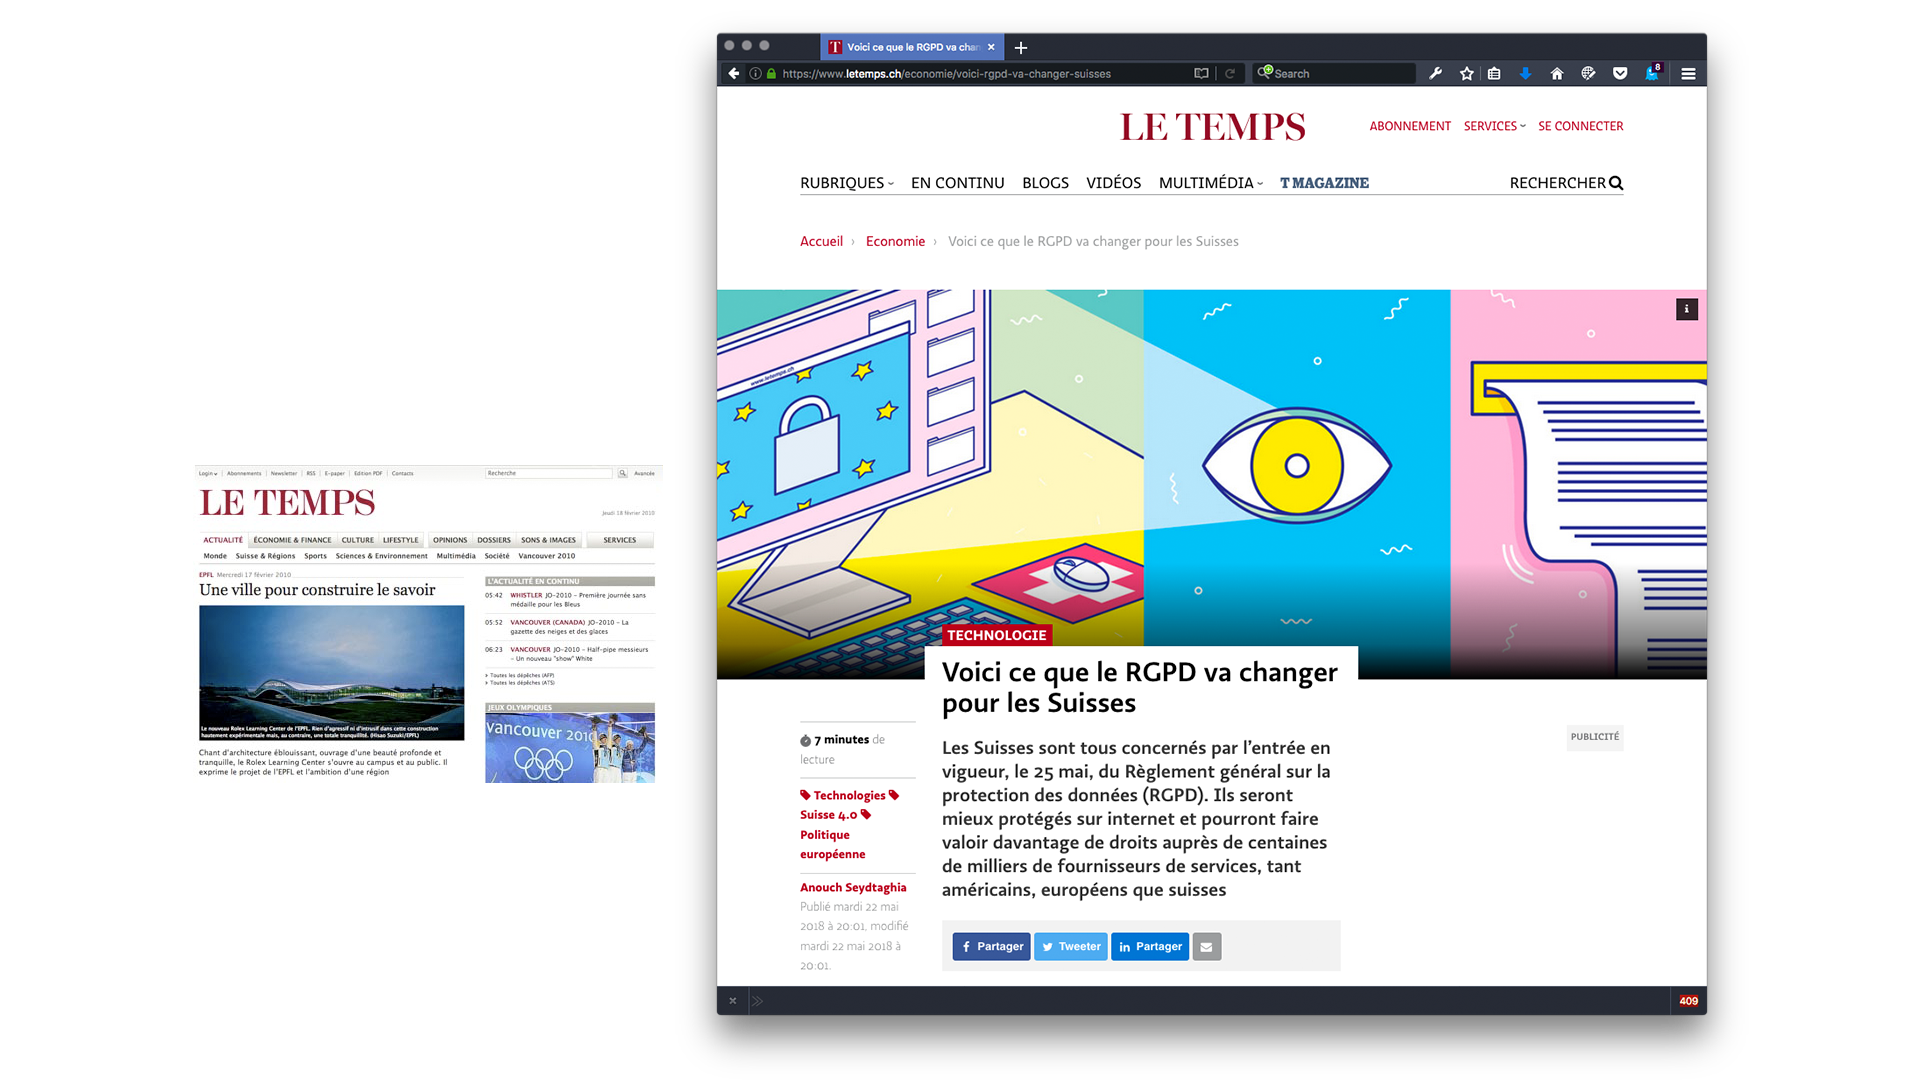 Login
Abonnements
Newsletter
RSS
E-paper
Edition PDF
Contacts
Recherche
Avancée
LE TEMPS
Jeudi 18 février 2010
ACTUALITÉ
ÉCONOMIE & FINANCE
CULTURE
LIFESTYLE
OPINIONS
DOSSIERS
SONS & IMAGES
SERVICES
Monde
Suisse & Régions
Sports
Sciences & Environnement
Multimédia
Société
Vancouver 2010
EPFL Mercredi 17 février 2010
Une ville pour construire le savoir
Le nouveau Rolex Learning Center de l'EPFL. Rien d'agressif ni d'intrusif dans cette construction
hautement expérimentale mais, au contraire, une totale tranquillité. (Hisao Suzuki/EPFL)
Chant d'architecture éblouissant, ouvrage d'une beauté profonde et
tranquille, le Rolex Learning Center s'ouvre au campus et au public. Il
exprime le projet de l'EPFL et l'ambition d'une région
L'ACTUALITÉ EN CONTINU
05:42 WHISTLER JO-2010 – Première journée sans
médaille pour les Bleus
05:52 VANCOUVER (CANADA) JO-2010 – La
gazette des neiges et des glaces
06:23 VANCOUVER JO-2010 – Half-pipe messieurs
– Un nouveau "show" White
Toutes les dépêches (AFP)
Toutes les dépêches (ATS)
JEUX OLYMPIQUES
vancouver 2010
Voici ce que le RGPD va chan
https://www.letemps.ch/economie/voici-rgpd-va-changer-suisses
Search
8
LE TEMPS
ABONNEMENT
SERVICES
SE CONNECTER
RUBRIQUES
EN CONTINU
BLOGS
VIDÉOS
MULTIMÉDIA
T MAGAZINE
RECHERCHER
Accueil › Economie › Voici ce que le RGPD va changer pour les Suisses
i
www.letemps.ch
TECHNOLOGIE
Voici ce que le RGPD va changer
pour les Suisses
7 minutes de
lecture
Technologies
Suisse 4.0
Politique
européenne
Anouch Seydtaghia
Publié mardi 22 mai
2018 à 20:01, modifié
mardi 22 mai 2018 à
20:01.
Les Suisses sont tous concernés par l'entrée en
vigueur, le 25 mai, du Règlement général sur la
protection des données (RGPD). Ils seront
mieux protégés sur internet et pourront faire
valoir davantage de droits auprès de centaines
de milliers de fournisseurs de services, tant
américains, européens que suisses
PUBLICITÉ
Partager
Tweeter
Partager
409